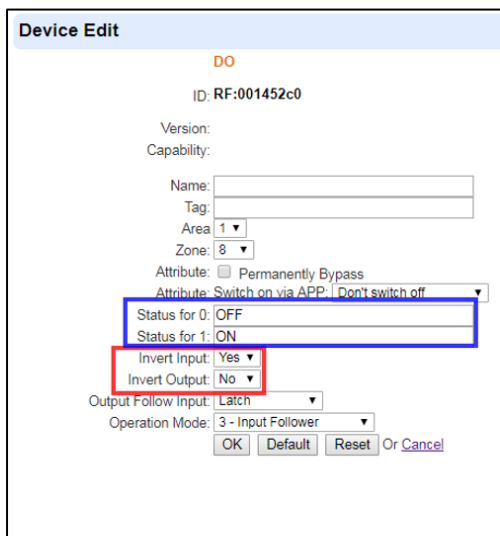 Device Edit
DO
ID: RF:001452c0
Version:
Capability:
Name:
Tag:
Area 1
Zone: 8
Attribute: Permanently Bypass
Attribute: Switch on via APP: Don't switch off
Status for 0: OFF
Status for 1: ON
Invert Input: Yes
Invert Output: No
Output Follow Input: Latch
Operation Mode: 3 - Input Follower
OK Default Reset Or Cancel